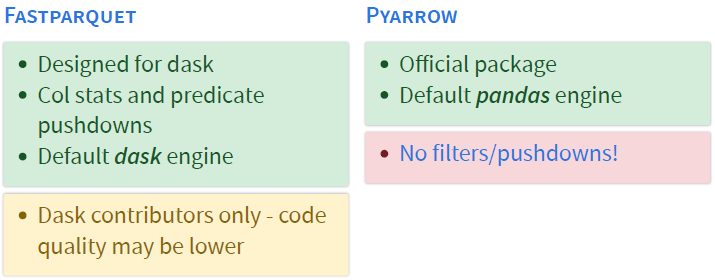 FASTPARQUET
Designed for dask
Col stats and predicate
pushdowns
Default dask engine
Dask contributors only - code
quality may be lower
PYARROW
Official package
Default pandas engine
No filters/pushdowns!